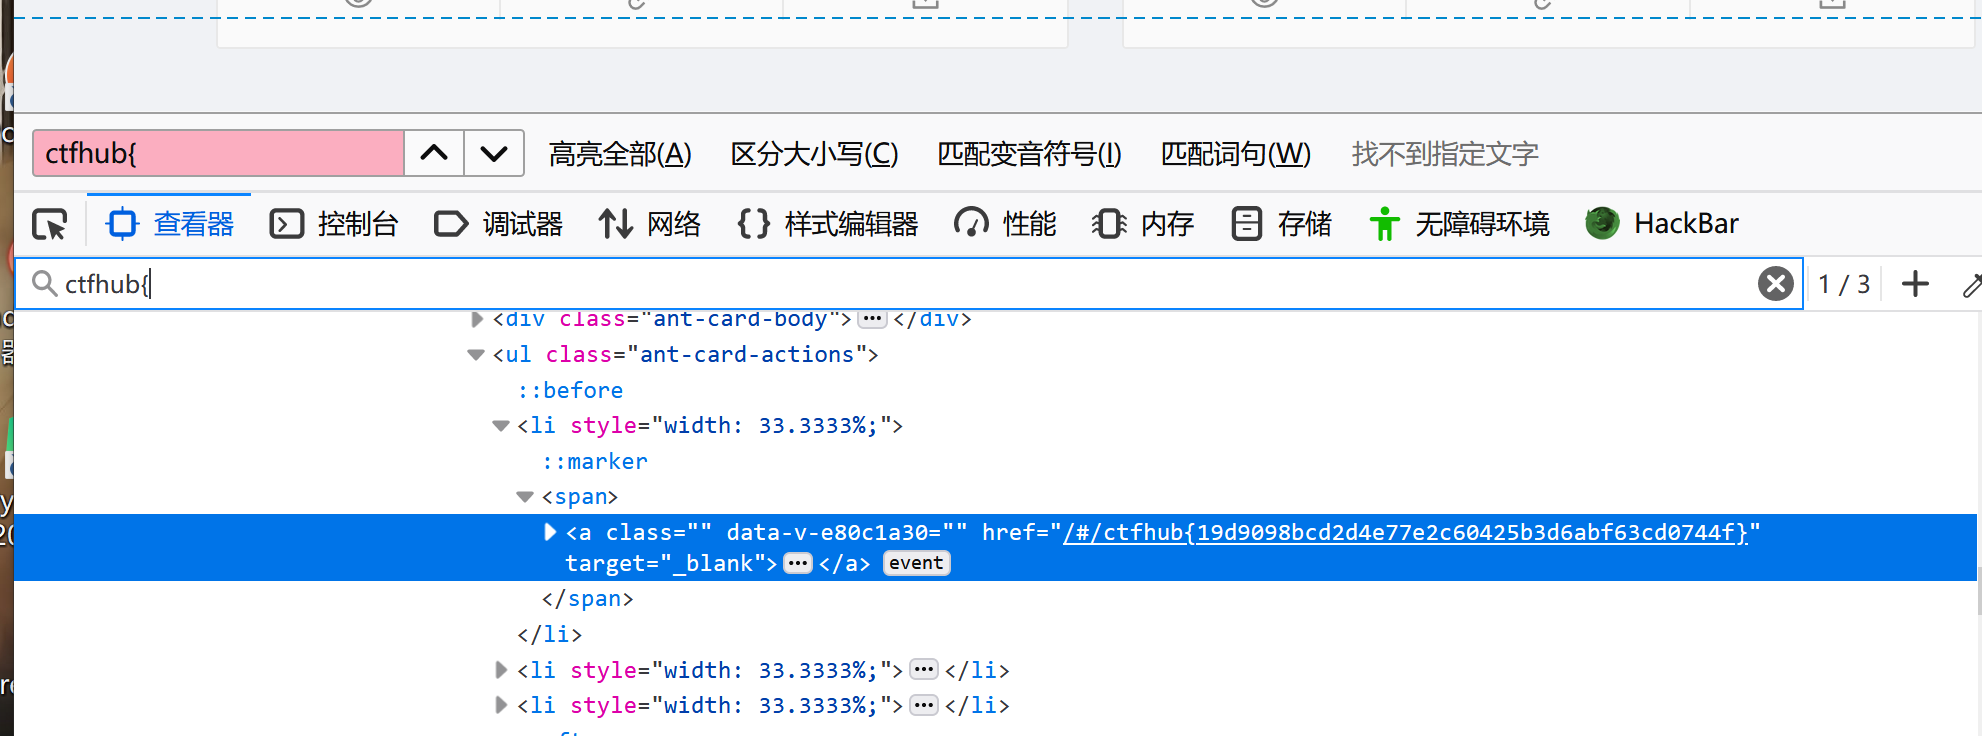 ctfhub{ 高亮全部(A) 区分大小写(C) 匹配变音符号(I) 匹配词句(W) 找不到指定文字
查看器 控制台 调试器 网络 {} 样式编辑器 性能 内存 存储 无障碍环境 HackBar
ctfhub{ 1 / 3 +
<div class="ant-card-body">⋯</div>
<ul class="ant-card-actions">
::before
<li style="width: 33.3333%;">
::marker
<span>
<a class="" data-v-e80c1a30="" href="/#/ctfhub{19d9098bcd2d4e77e2c60425b3d6abf63cd0744f}"
target="_blank">⋯</a> event
</span>
</li>
<li style="width: 33.3333%;">⋯</li>
<li style="width: 33.3333%;">⋯</li>